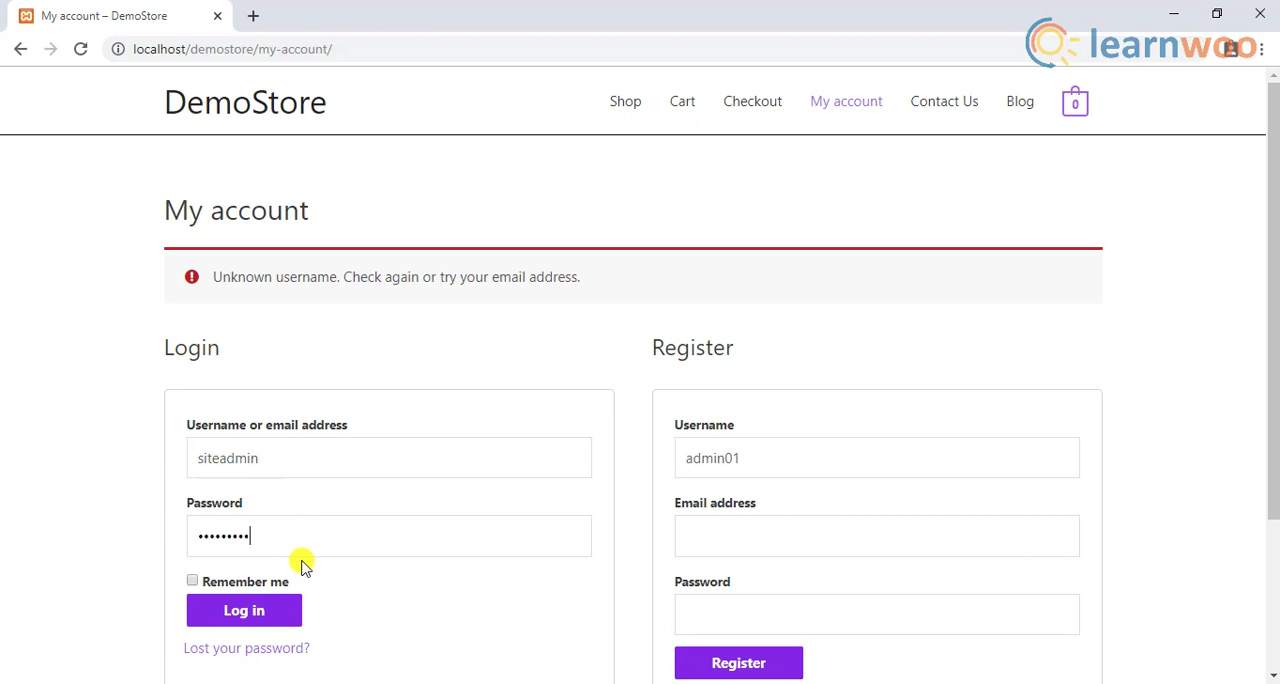 My account – DemoStore
localhost/demostore/my-account/
learnwoo
DemoStore
Shop
Cart
Checkout
My account
Contact Us
Blog
0
My account
Unknown username. Check again or try your email address.
Login
Register
Username or email address
siteadmin
Password
•••••••••
Remember me
Log in
Lost your password?
Username
admin01
Email address
Password
Register